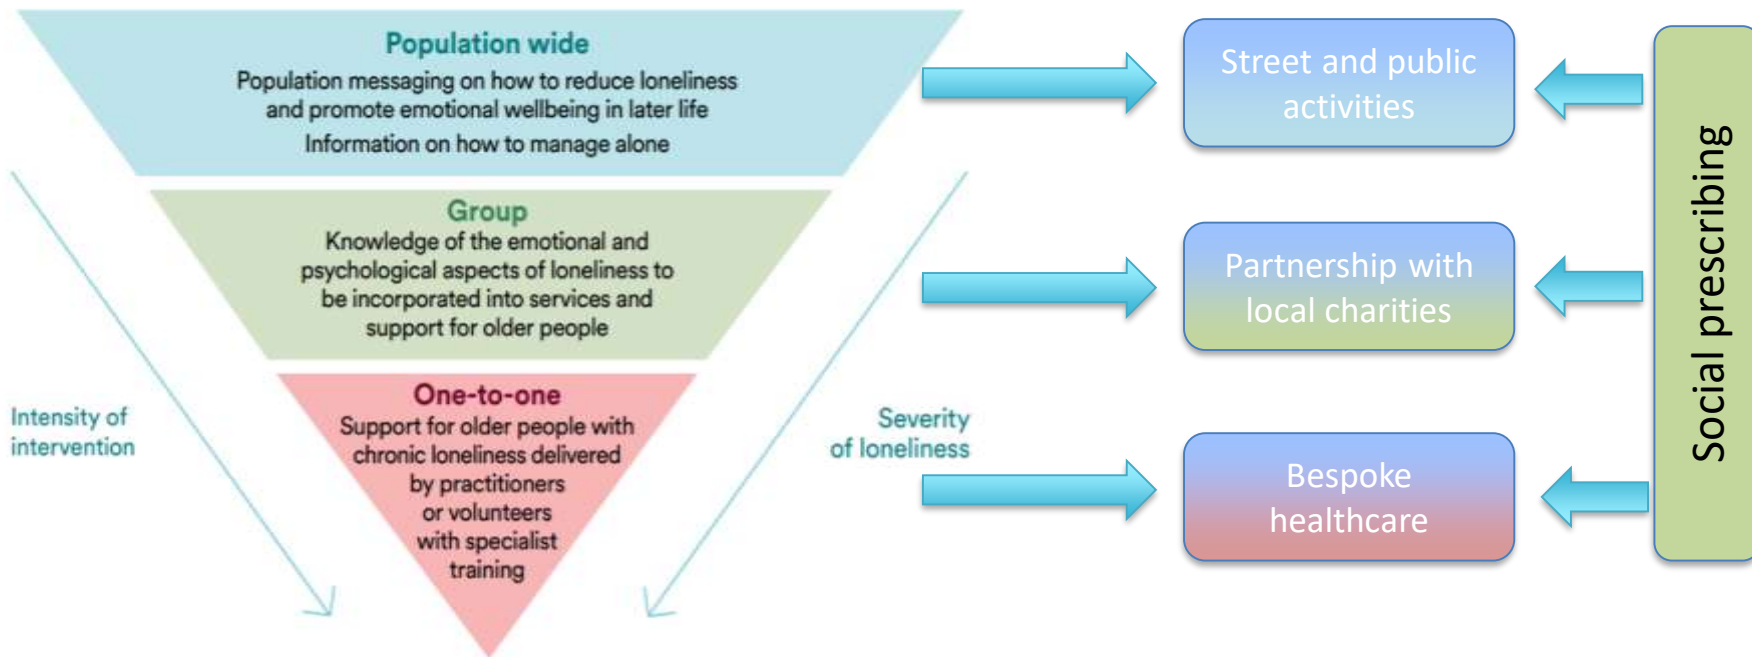 Population wide
Population messaging on how to reduce loneliness
and promote emotional wellbeing in later life
Information on how to manage alone
Group
Knowledge of the emotional and
psychological aspects of loneliness to
be incorporated into services and
support for older people
One-to-one
Support for older people with
chronic loneliness delivered
by practitioners
or volunteers
with specialist
training
Intensity of
intervention
Severity
of loneliness
Street and public
activities
Partnership with
local charities
Bespoke
healthcare
Social prescribing